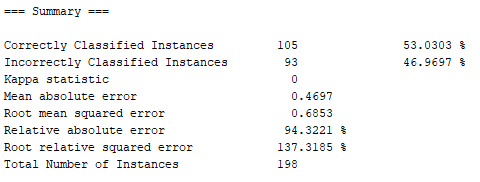 === Summary ===
Correctly Classified Instances 105 53.0303 %
Incorrectly Classified Instances 93 46.9697 %
Kappa statistic 0
Mean absolute error 0.4697
Root mean squared error 0.6853
Relative absolute error 94.3221 %
Root relative squared error 137.3185 %
Total Number of Instances 198